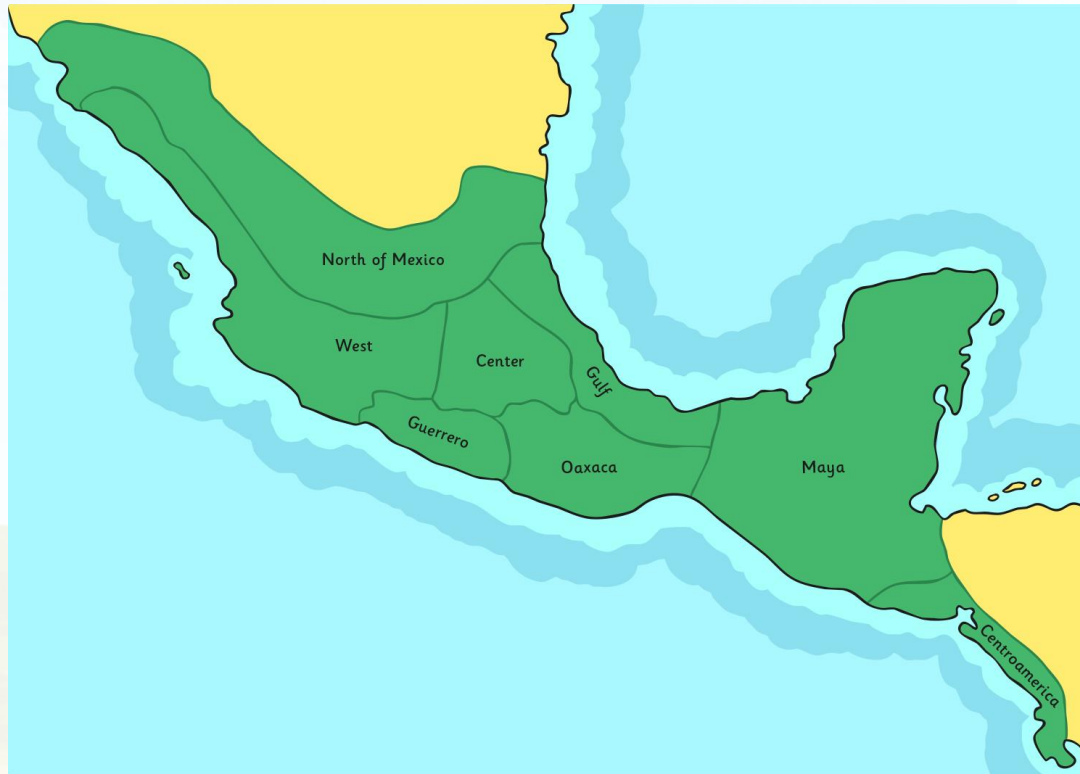 North of Mexico
West
Center
Gulf
Guerrero
Oaxaca
Maya
Centroamerica